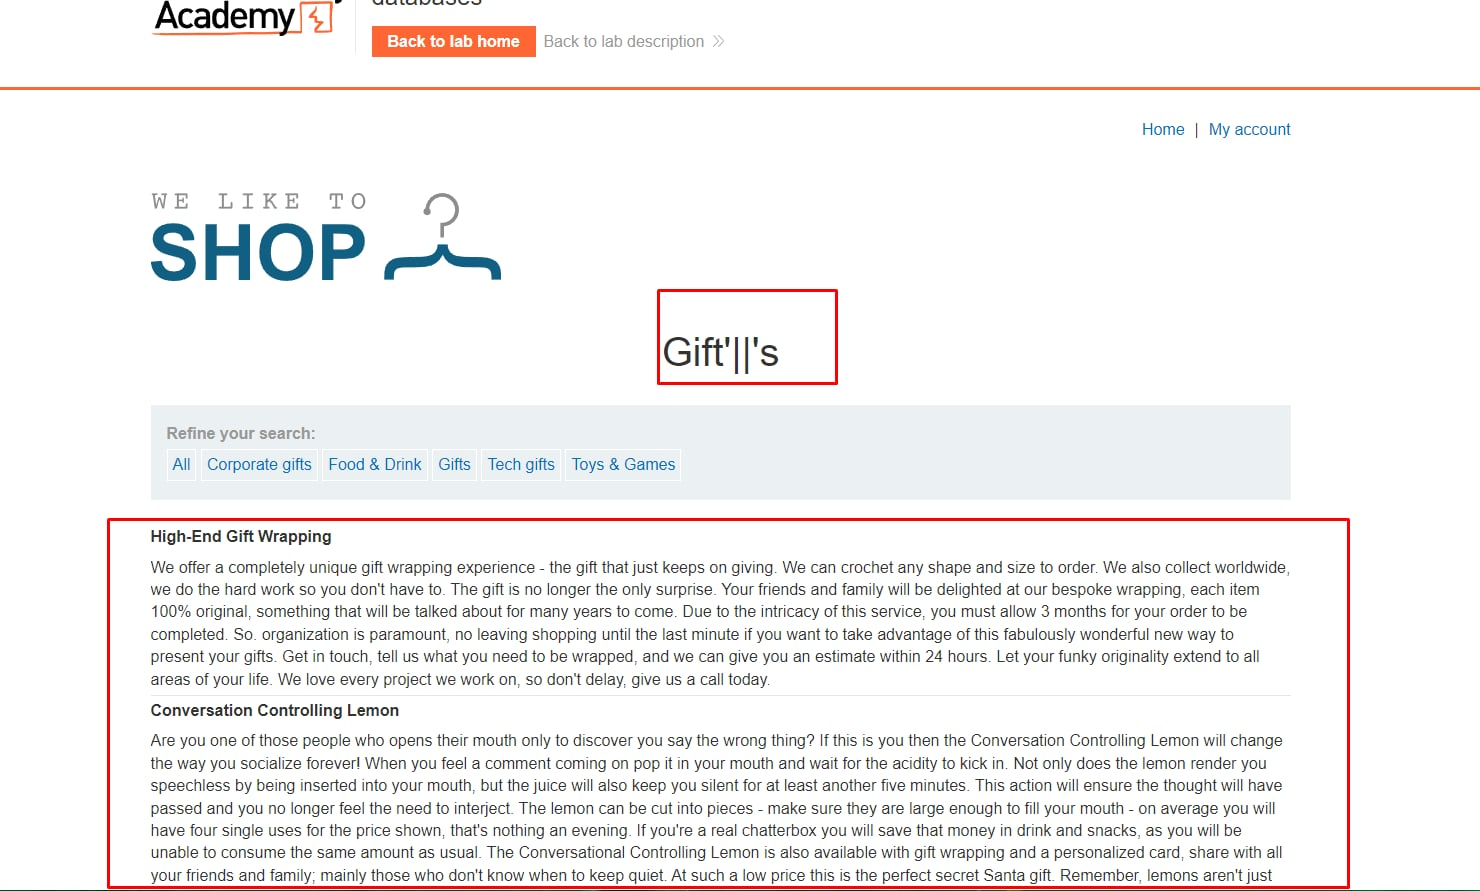 databases
Academy
Back to lab home Back to lab description
Home | My account
WE LIKE TO
SHOP
Gift'||'s
Refine your search:
All Corporate gifts Food & Drink Gifts Tech gifts Toys & Games
High-End Gift Wrapping
We offer a completely unique gift wrapping experience - the gift that just keeps on giving. We can crochet any shape and size to order. We also collect worldwide,
we do the hard work so you don't have to. The gift is no longer the only surprise. Your friends and family will be delighted at our bespoke wrapping, each item
100% original, something that will be talked about for many years to come. Due to the intricacy of this service, you must allow 3 months for your order to be
completed. So. organization is paramount, no leaving shopping until the last minute if you want to take advantage of this fabulously wonderful new way to
present your gifts. Get in touch, tell us what you need to be wrapped, and we can give you an estimate within 24 hours. Let your funky originality extend to all
areas of your life. We love every project we work on, so don't delay, give us a call today.
Conversation Controlling Lemon
Are you one of those people who opens their mouth only to discover you say the wrong thing? If this is you then the Conversation Controlling Lemon will change
the way you socialize forever! When you feel a comment coming on pop it in your mouth and wait for the acidity to kick in. Not only does the lemon render you
speechless by being inserted into your mouth, but the juice will also keep you silent for at least another five minutes. This action will ensure the thought will have
passed and you no longer feel the need to interject. The lemon can be cut into pieces - make sure they are large enough to fill your mouth - on average you will
have four single uses for the price shown, that's nothing an evening. If you're a real chatterbox you will save that money in drink and snacks, as you will be
unable to consume the same amount as usual. The Conversational Controlling Lemon is also available with gift wrapping and a personalized card, share with all
your friends and family; mainly those who don't know when to keep quiet. At such a low price this is the perfect secret Santa gift. Remember, lemons aren't just